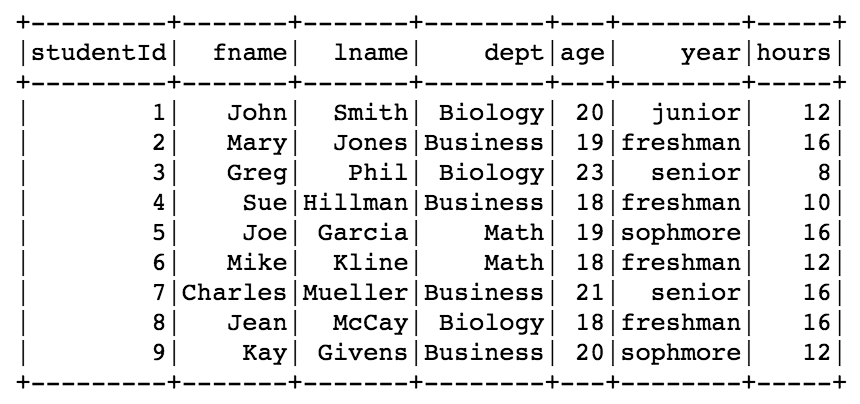 +---------+-------+-------+--------+---+--------+-----+
|studentId|  fname|  lname|    dept|age|    year|hours|
+---------+-------+-------+--------+---+--------+-----+
|        1|   John|  Smith| Biology| 20|  junior|   12|
|        2|   Mary|  Jones|Business| 19|freshman|   16|
|        3|   Greg|   Phil| Biology| 23|  senior|    8|
|        4|    Sue|Hillman|Business| 18|freshman|   10|
|        5|    Joe| Garcia|    Math| 19|sophmore|   16|
|        6|   Mike|  Kline|    Math| 18|freshman|   12|
|        7|Charles|Mueller|Business| 21|  senior|   16|
|        8|   Jean|  McCay| Biology| 18|freshman|   16|
|        9|    Kay| Givens|Business| 20|sophmore|   12|
+---------+-------+-------+--------+---+--------+-----+